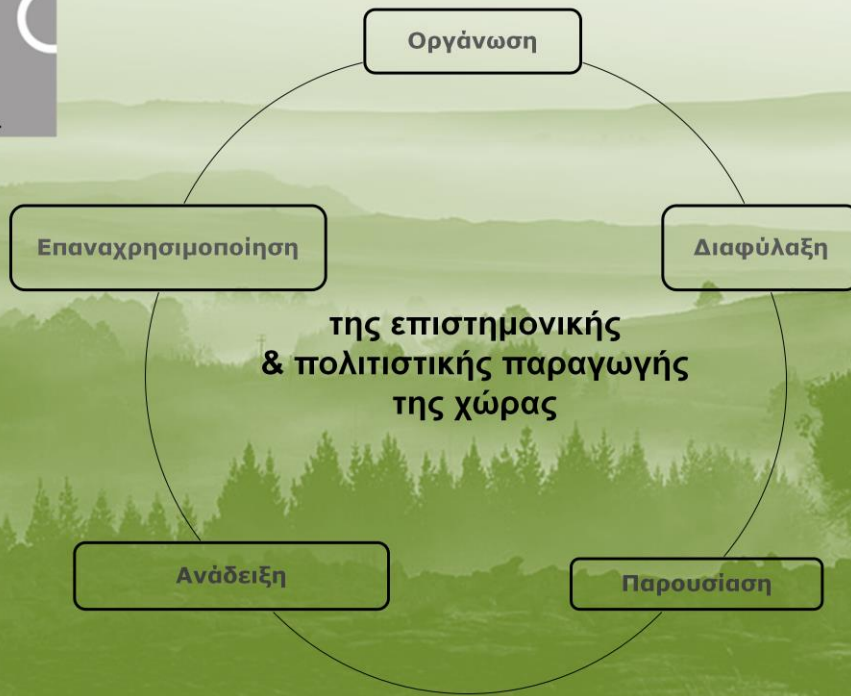 Οργάνωση
Επαναχρησιμοποίηση
Διαφύλαξη
της επιστημονικής
& πολιτιστικής παραγωγής
της χώρας
Ανάδειξη
Παρουσίαση